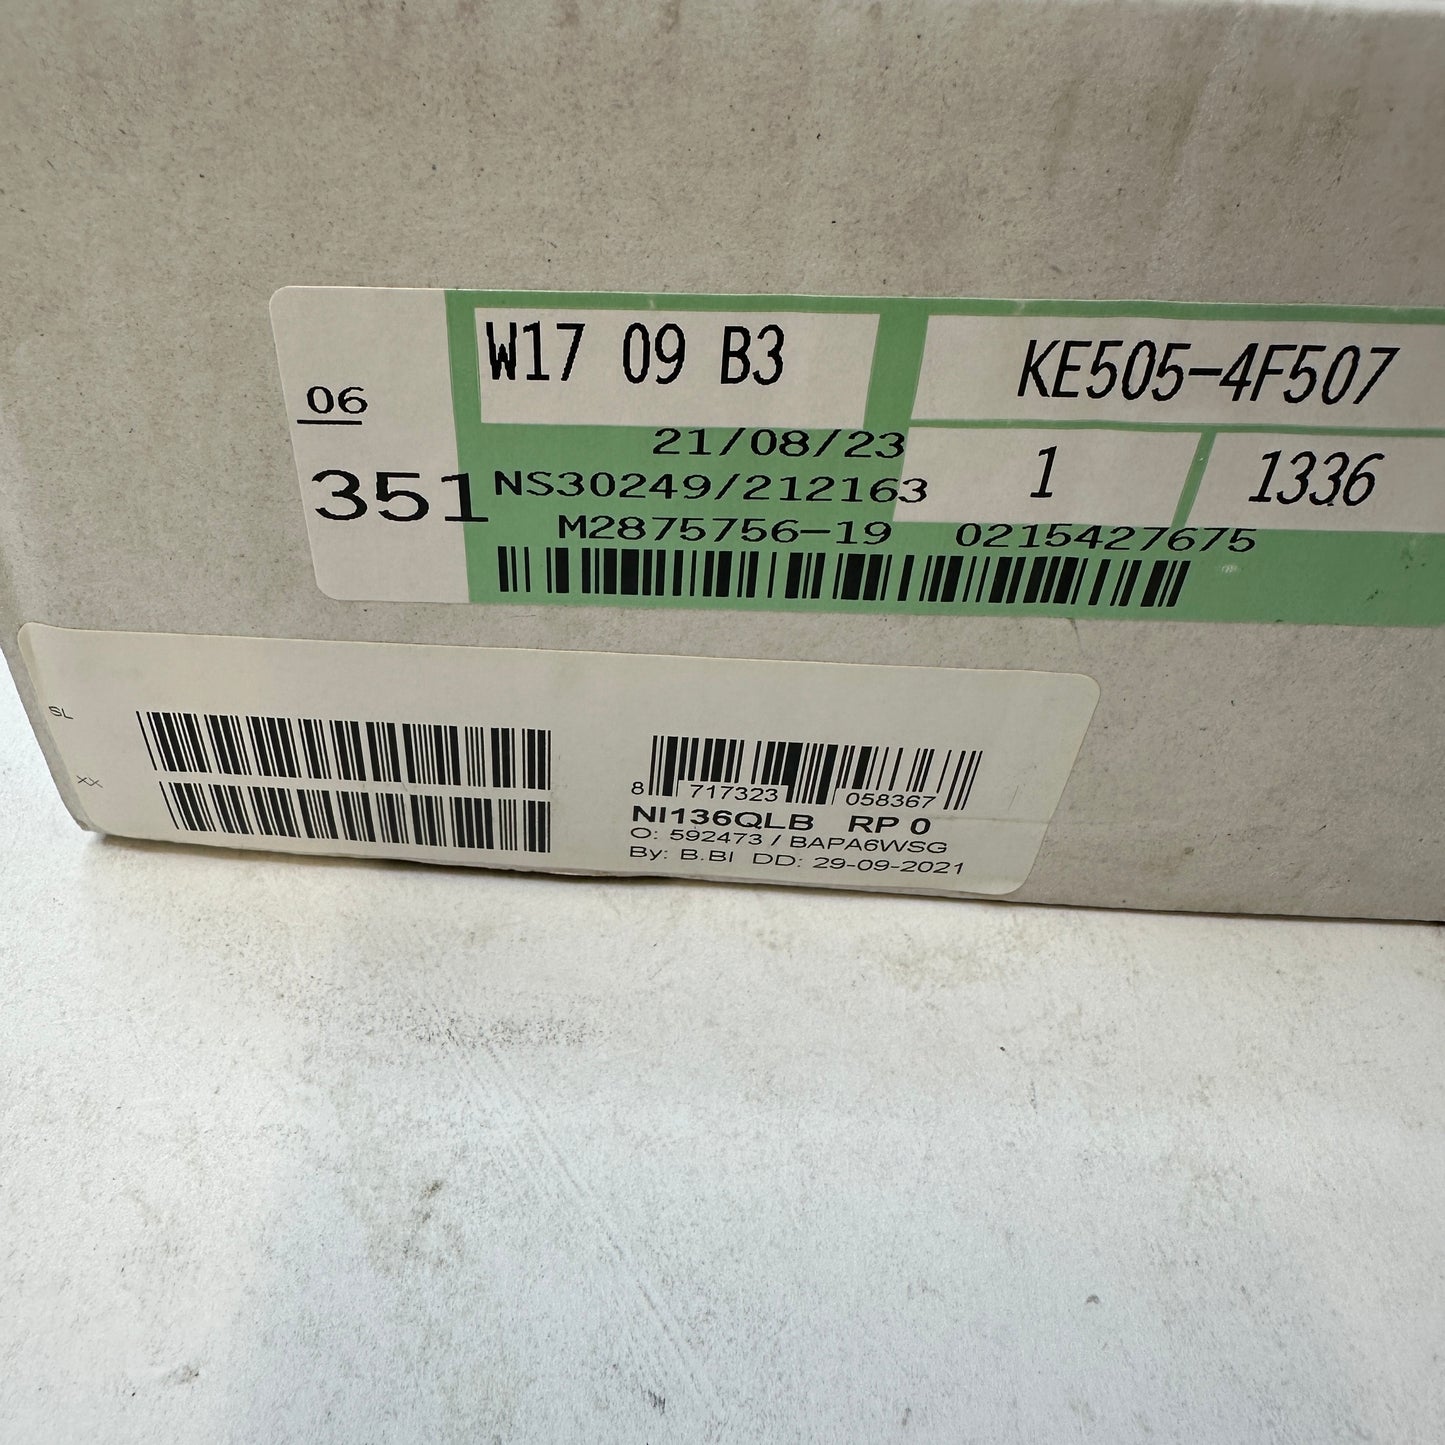 06
351
W17 09 B3
KE505-4F507
21/08/23
1
1336
NS30249/212163
M2875756-19 0215427675
SL
XX
8 717323 058367
NI136QLB RP 0
O: 592473 / BAPA6WSG
By: B.BI DD: 29-09-2021